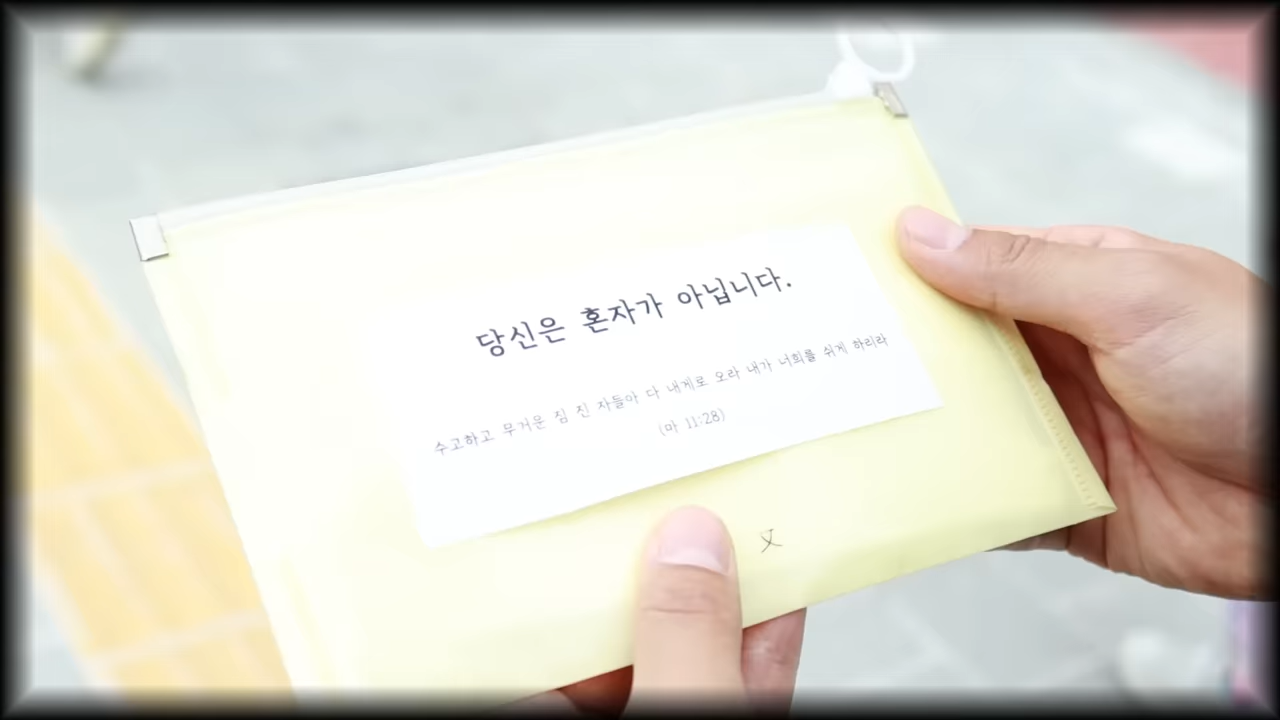 당신은 혼자가 아닙니다.
수고하고 무거운 짐 진 자들아 다 내게로 오라 내가 너희를 쉬게 하리라
(마 11:28)